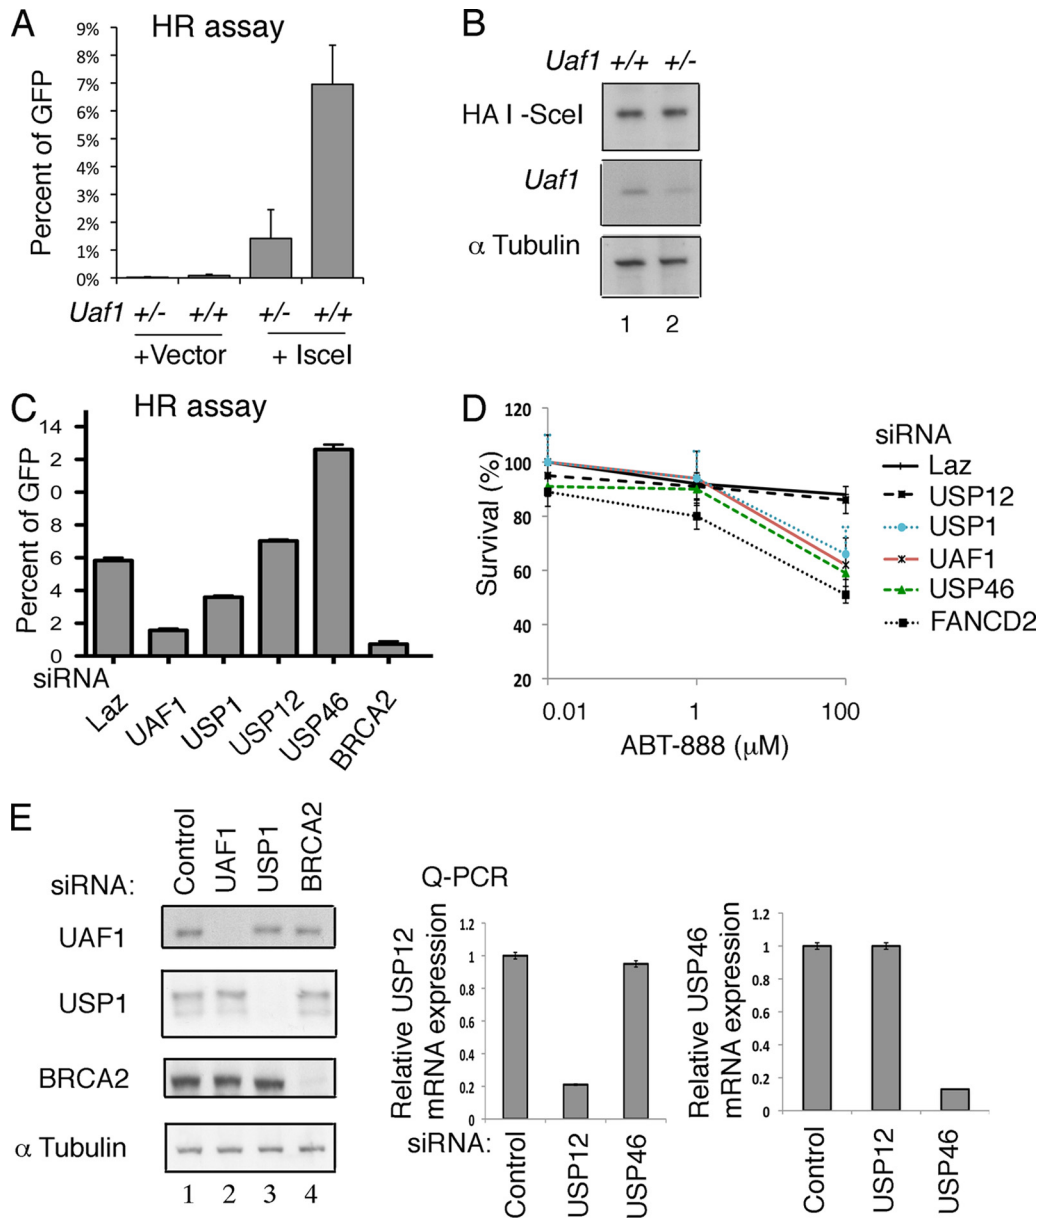 A
HR assay
Percent of GFP
9%
8%
7%
6%
5%
4%
3%
2%
1%
0%
Uaf1 +/- +/+ +/- +/+
+Vector + IsceI
B
Uaf1 +/+ +/-
HA I -SceI
Uaf1
α Tubulin
1 2
C
HR assay
Percent of GFP
14
2
0
8
6
4
2
0
siRNA
Laz
UAF1
USP1
USP12
USP46
BRCA2
D
Survival (%)
120
100
80
60
40
20
0.01 1 100
ABT-888 (μM)
siRNA
Laz
USP12
USP1
UAF1
USP46
FANCD2
E
siRNA:
Control
UAF1
USP1
BRCA2
UAF1
USP1
BRCA2
α Tubulin
1 2 3 4
Q-PCR
Relative USP12
mRNA expression
1.2
1
0.8
0.6
0.4
0.2
0
siRNA:
Control
USP12
USP46
Relative USP46
mRNA expression
1.2
1
0.8
0.6
0.4
0.2
0
Control
USP12
USP46